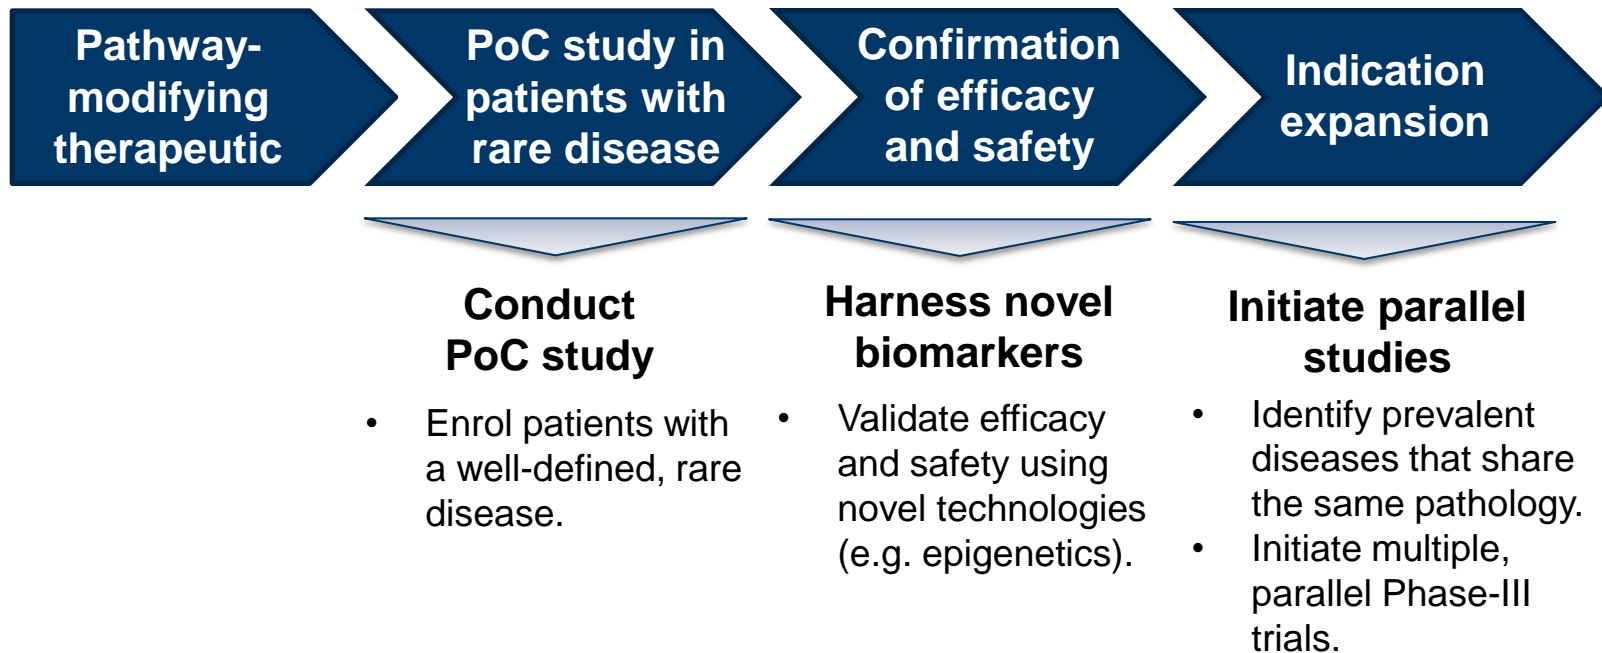 Pathway-
modifying
therapeutic
PoC study in
patients with
rare disease
Confirmation
of efficacy
and safety
Indication
expansion
Conduct
PoC study
• Enrol patients with
a well-defined, rare
disease.
Harness novel
biomarkers
• Validate efficacy
and safety using
novel technologies
(e.g. epigenetics).
Initiate parallel
studies
• Identify prevalent
diseases that share
the same pathology.
• Initiate multiple,
parallel Phase-III
trials.